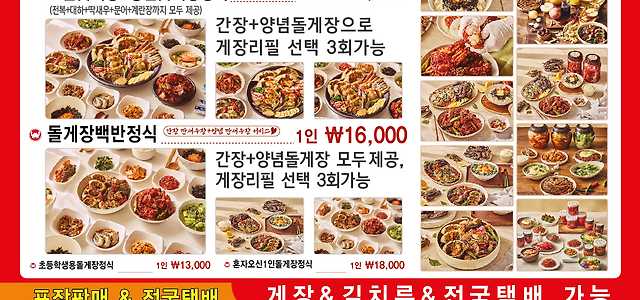 (전복+대하+딱새우+문어+계란장까지 모두 제공)
간장+양념돌게장으로
게장리필 선택 3회가능
돌게장백반정식
1인 ₩16,000
간장+양념돌게장 모두 제공,
게장리필 선택 3회가능
초등학생용돌게장정식 1인 ₩13,000
혼자오신1인돌게장정식 1인 ₩18,000
포장판매 & 전국택배
게장&김치류&전국택배 가능